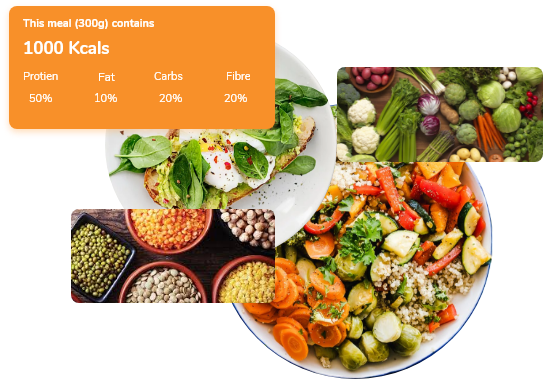 This meal (300g) contains
1000 Kcals
Protien Fat Carbs Fibre
50% 10% 20% 20%